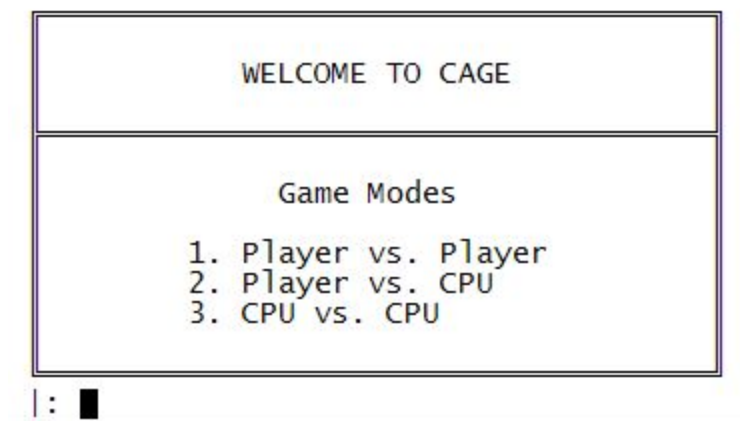 WELCOME TO CAGE
Game Modes
1. Player vs. Player
2. Player vs. CPU
3. CPU vs. CPU
|: